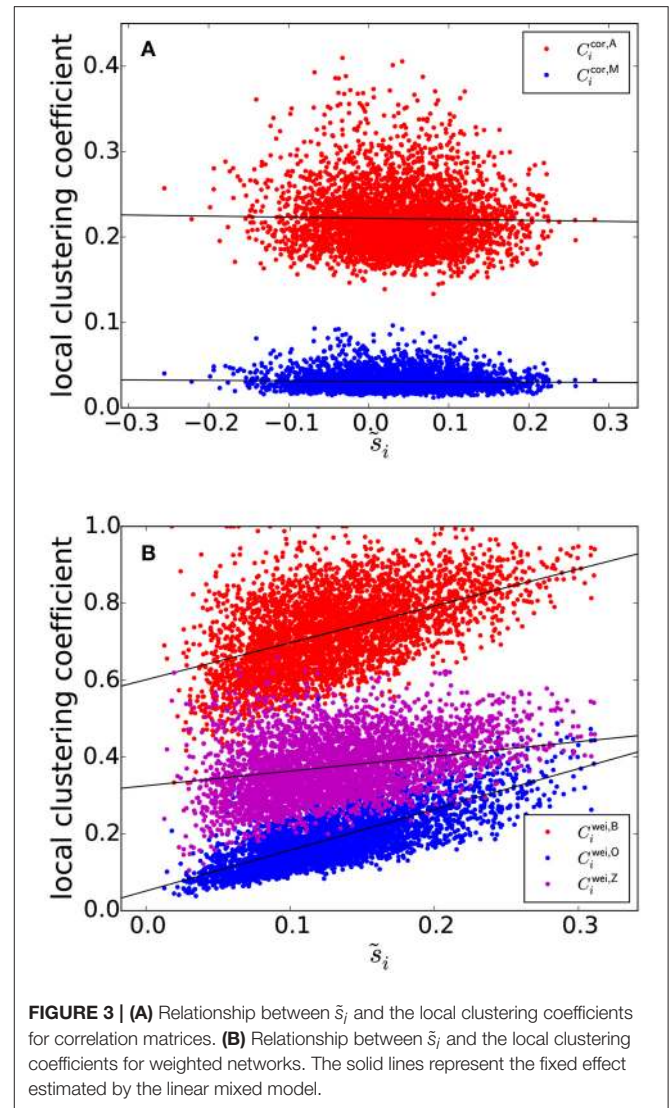 A
C_i^{cor,A}
C_i^{cor,M}
local clustering coefficient
0.4
0.3
0.2
0.1
0.0
−0.3 −0.2 −0.1 0.0 0.1 0.2 0.3
s̃_i
B
local clustering coefficient
1.0
0.8
0.6
0.4
0.2
0.0
C_i^{wei,B}
C_i^{wei,O}
C_i^{wei,Z}
0.0 0.1 0.2 0.3
s̃_i
FIGURE 3 | (A) Relationship between s̃_i and the local clustering coefficients
for correlation matrices. (B) Relationship between s̃_i and the local clustering
coefficients for weighted networks. The solid lines represent the fixed effect
estimated by the linear mixed model.